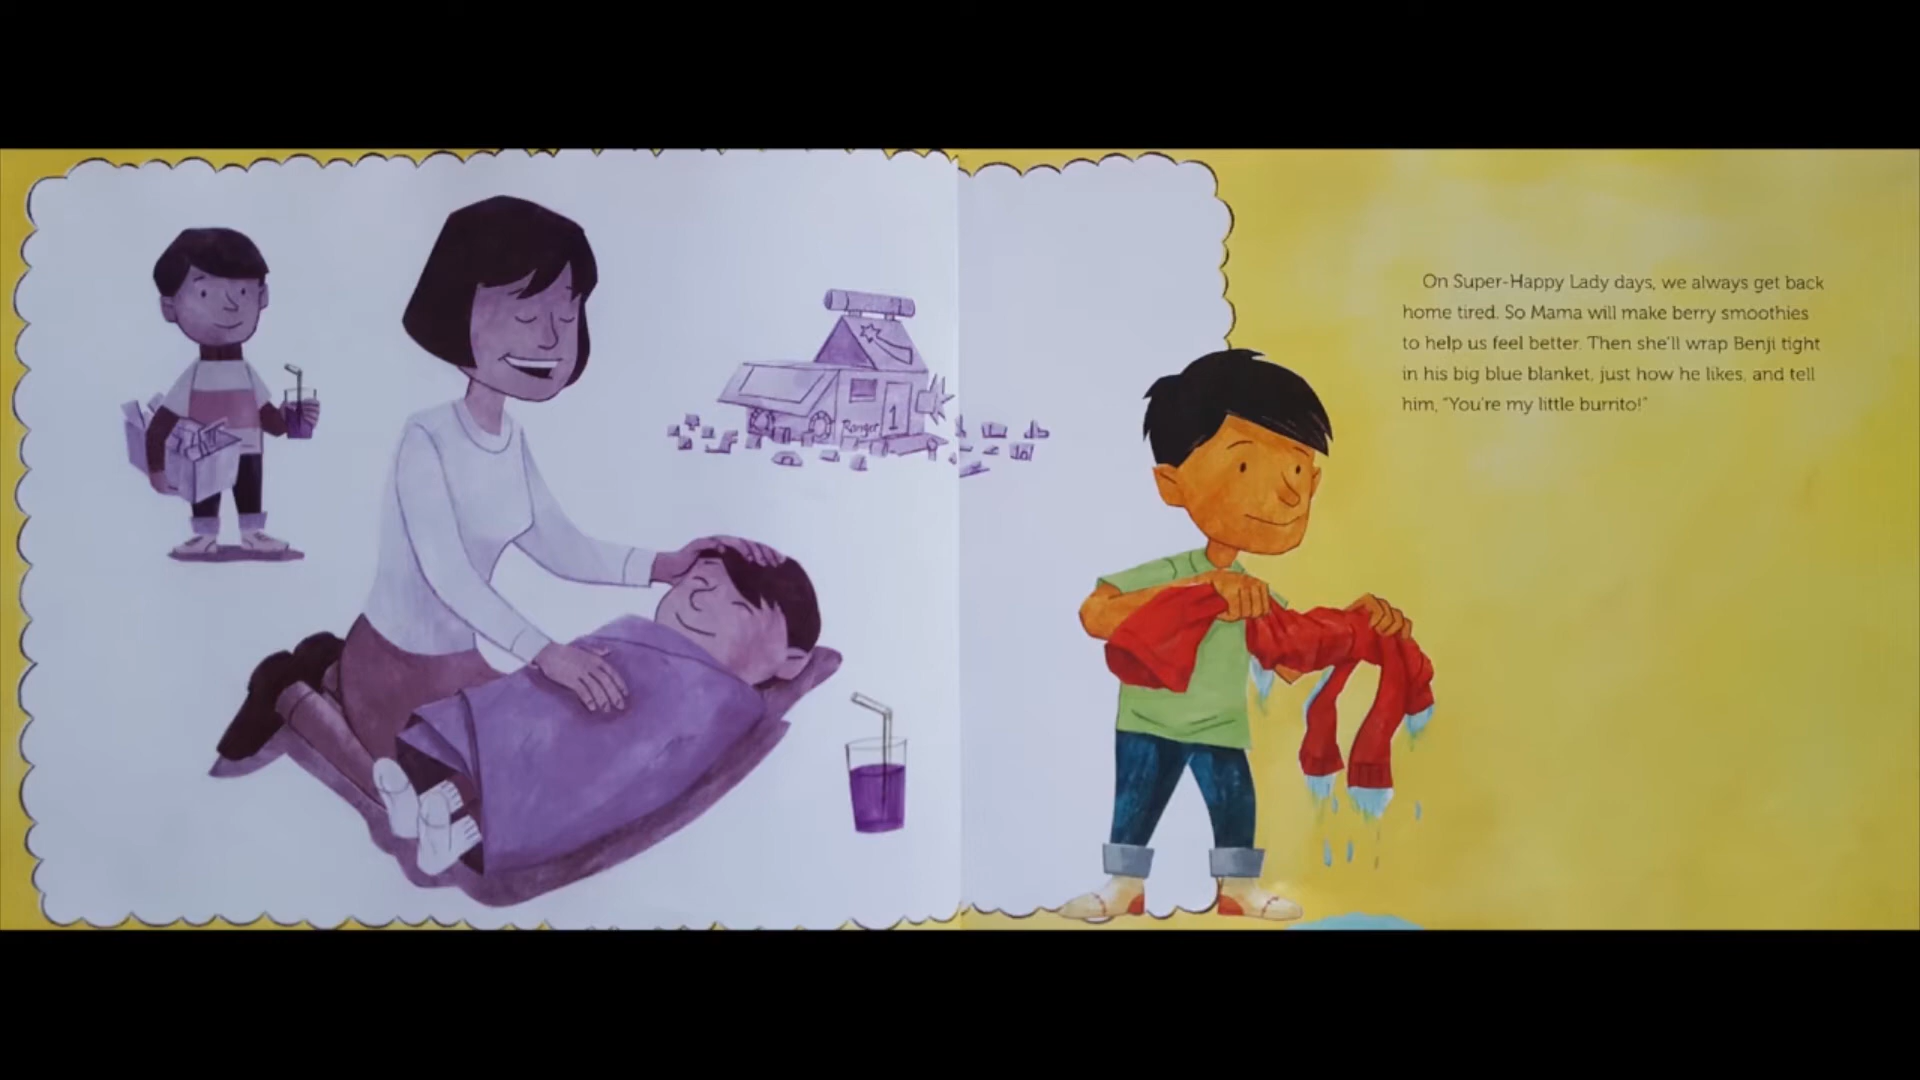 Ranger
1
On Super-Happy Lady days, we always get back
home tired. So Mama will make berry smoothies
to help us feel better. Then she'll wrap Benji tight
in his big blue blanket, just how he likes, and tell
him, "You're my little burrito!"